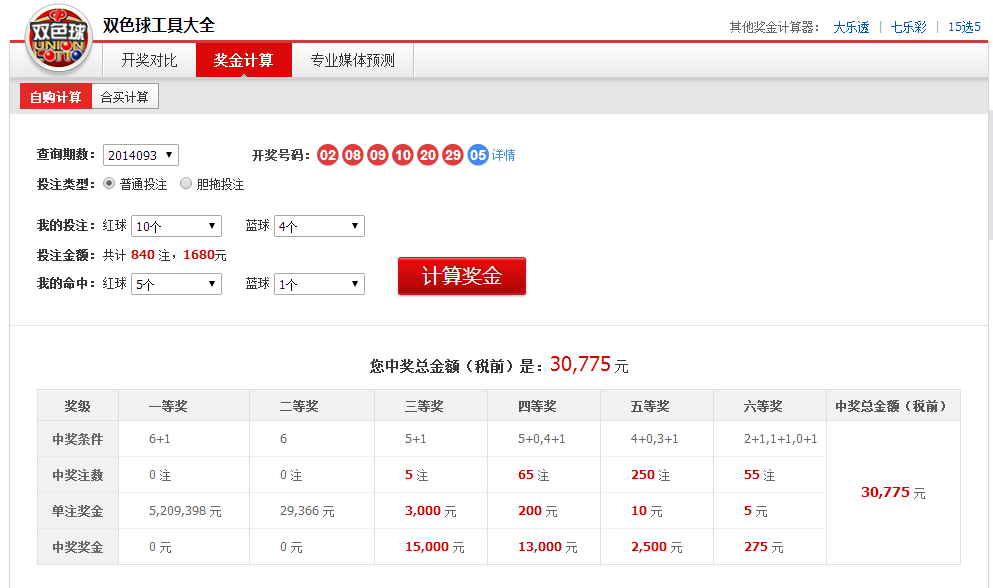 双色球
UNION
LOTTO
双色球工具大全
其他奖金计算器： 大乐透 | 七乐彩 | 15选5
开奖对比 奖金计算 专业媒体预测
自购计算 合买计算
查询期数： 2014093 开奖号码： 02 08 09 10 20 29 05 详情
投注类型： 普通投注 胆拖投注
我的投注： 红球 10个 蓝球 4个
投注金额： 共计 840 注，1680元
我的命中： 红球 5个 蓝球 1个
计算奖金
您中奖总金额（税前）是：30,775 元
奖级 一等奖 二等奖 三等奖 四等奖 五等奖 六等奖 中奖总金额（税前）
中奖条件 6+1 6 5+1 5+0,4+1 4+0,3+1 2+1,1+1,0+1
中奖注数 0 注 0 注 5 注 65 注 250 注 55 注
30,775 元
单注奖金 5,209,398 元 29,366 元 3,000 元 200 元 10 元 5 元
中奖奖金 0 元 0 元 15,000 元 13,000 元 2,500 元 275 元